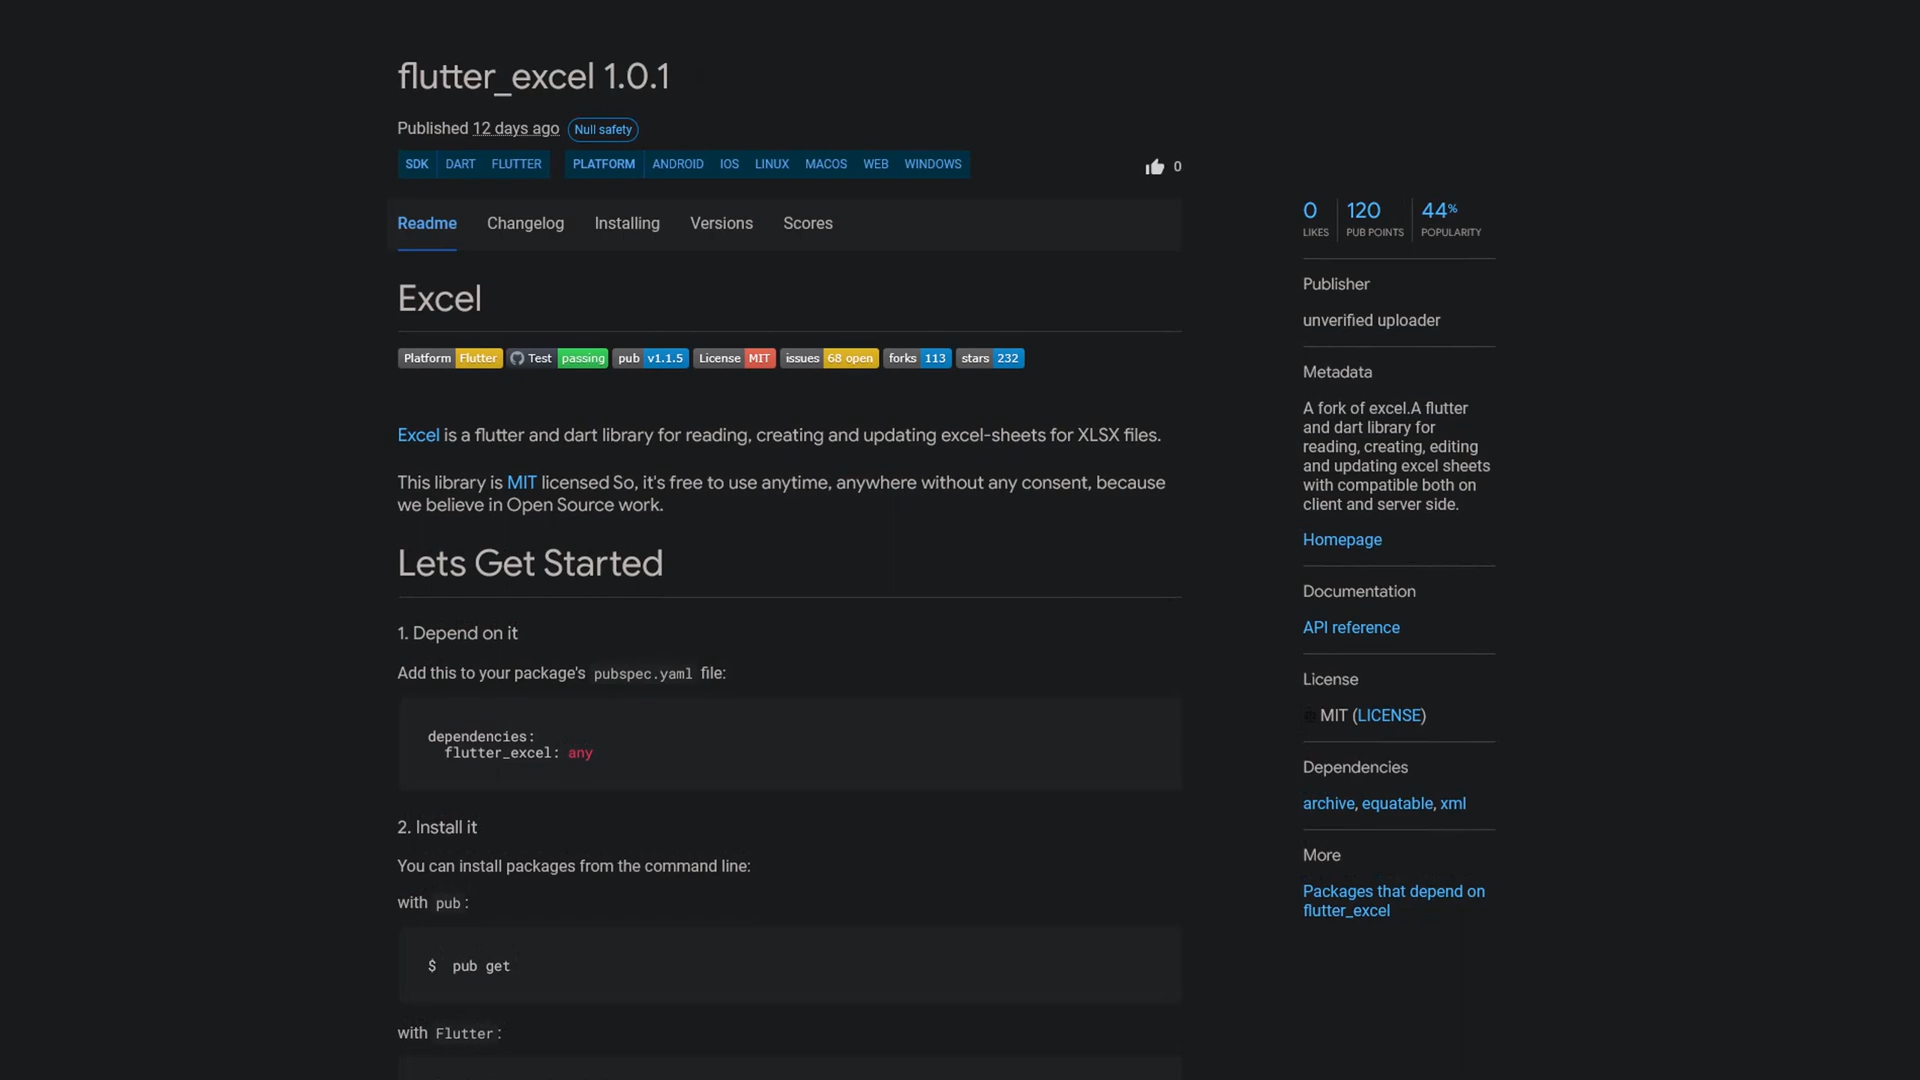 flutter_excel 1.0.1
Published 12 days ago Null safety
SDK DART FLUTTER PLATFORM ANDROID IOS LINUX MACOS WEB WINDOWS
0
Readme Changelog Installing Versions Scores
Excel
Platform Flutter Test passing pub v1.1.5 License MIT issues 68 open forks 113 stars 232
Excel is a flutter and dart library for reading, creating and updating excel-sheets for XLSX files.
This library is MIT licensed So, it's free to use anytime, anywhere without any consent, because
we believe in Open Source work.
Lets Get Started
1. Depend on it
Add this to your package's pubspec.yaml file:
dependencies:
flutter_excel: any
2. Install it
You can install packages from the command line:
with pub:
$ pub get
with Flutter:
0 120 44%
LIKES PUB POINTS POPULARITY
Publisher
unverified uploader
Metadata
A fork of excel.A flutter
and dart library for
reading, creating, editing
and updating excel sheets
with compatible both on
client and server side.
Homepage
Documentation
API reference
License
MIT (LICENSE)
Dependencies
archive, equatable, xml
More
Packages that depend on
flutter_excel